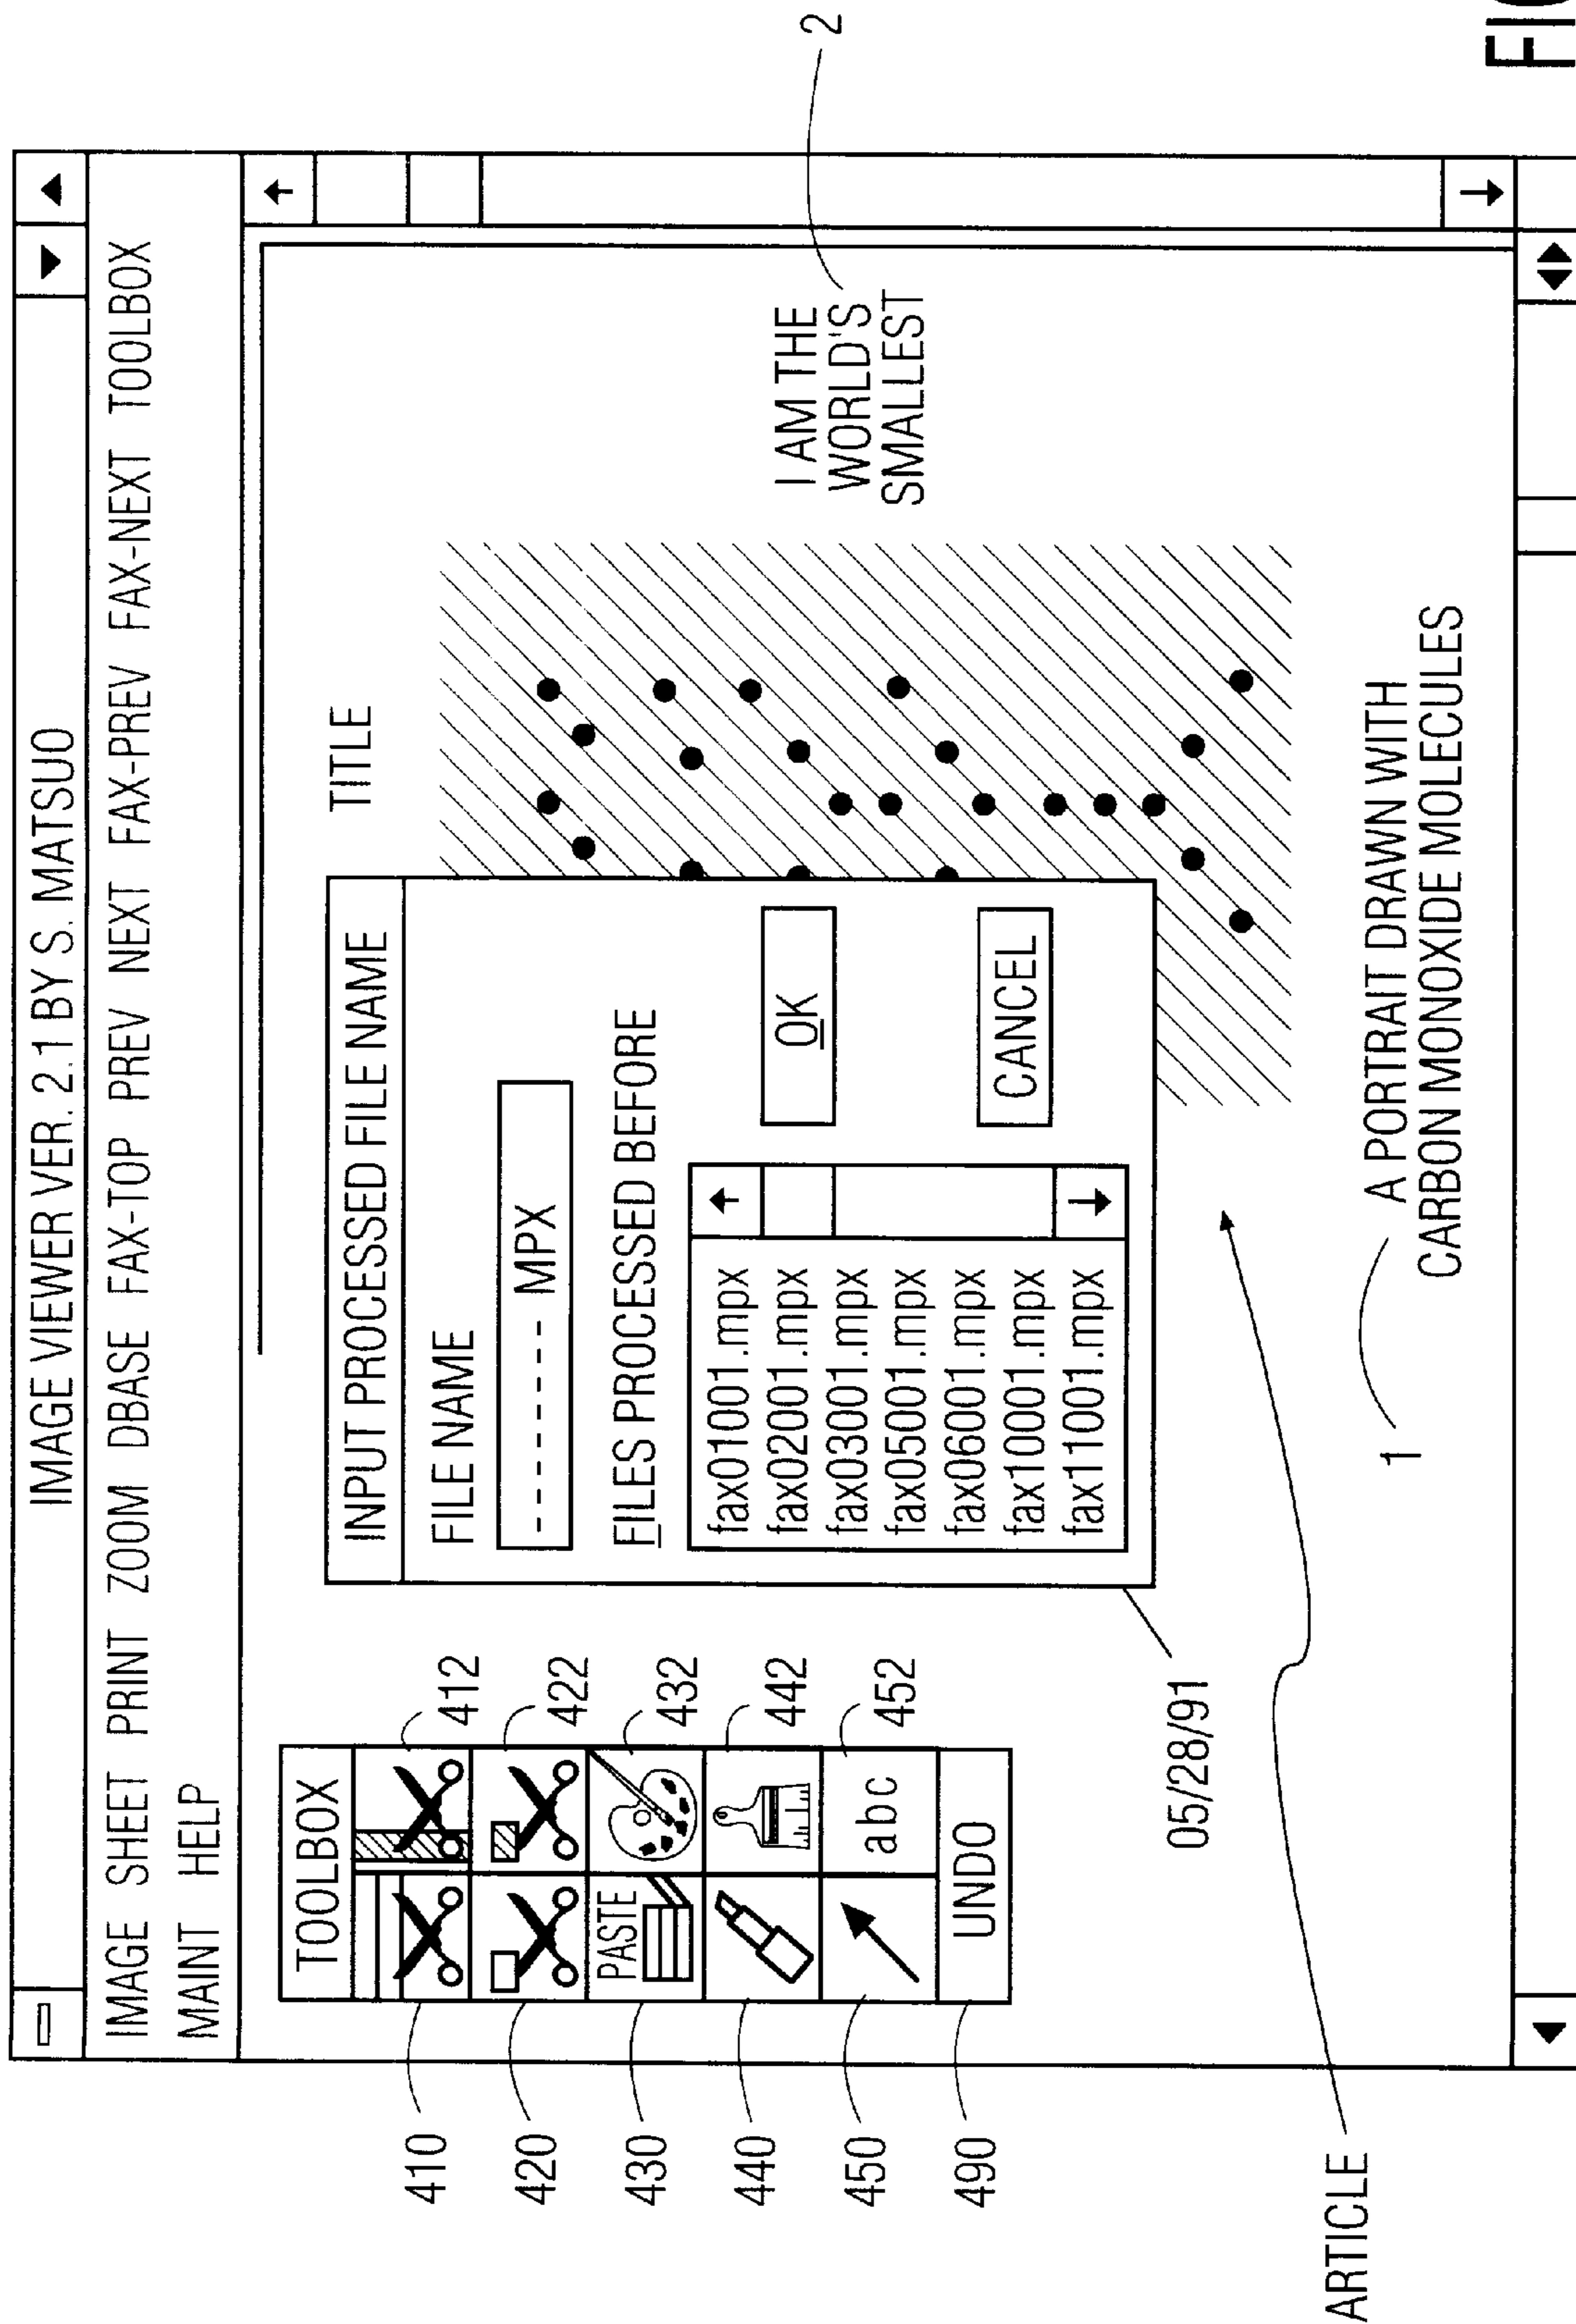 IMAGE VIEWER VER. 2.1 BY S. MATSUO
IMAGE SHEET PRINT ZOOM DBASE FAX-TOP PREV NEXT FAX-PREV FAX-NEXT TOOLBOX
MAINT HELP
TOOLBOX
410
412
420
422
PASTE
430
432
440
442
abc
450
452
UNDO
490
TITLE
INPUT PROCESSED FILE NAME
FILE NAME
-------- MPX
FILES PROCESSED BEFORE
fax01001.mpx
fax02001.mpx
fax03001.mpx
fax05001.mpx
fax06001.mpx
fax10001.mpx
fax11001.mpx
OK
CANCEL
I AM THE
WORLD'S
SMALLEST
2
05/28/91
ARTICLE
1
A PORTRAIT DRAWN WITH
CARBON MONOXIDE MOLECULES